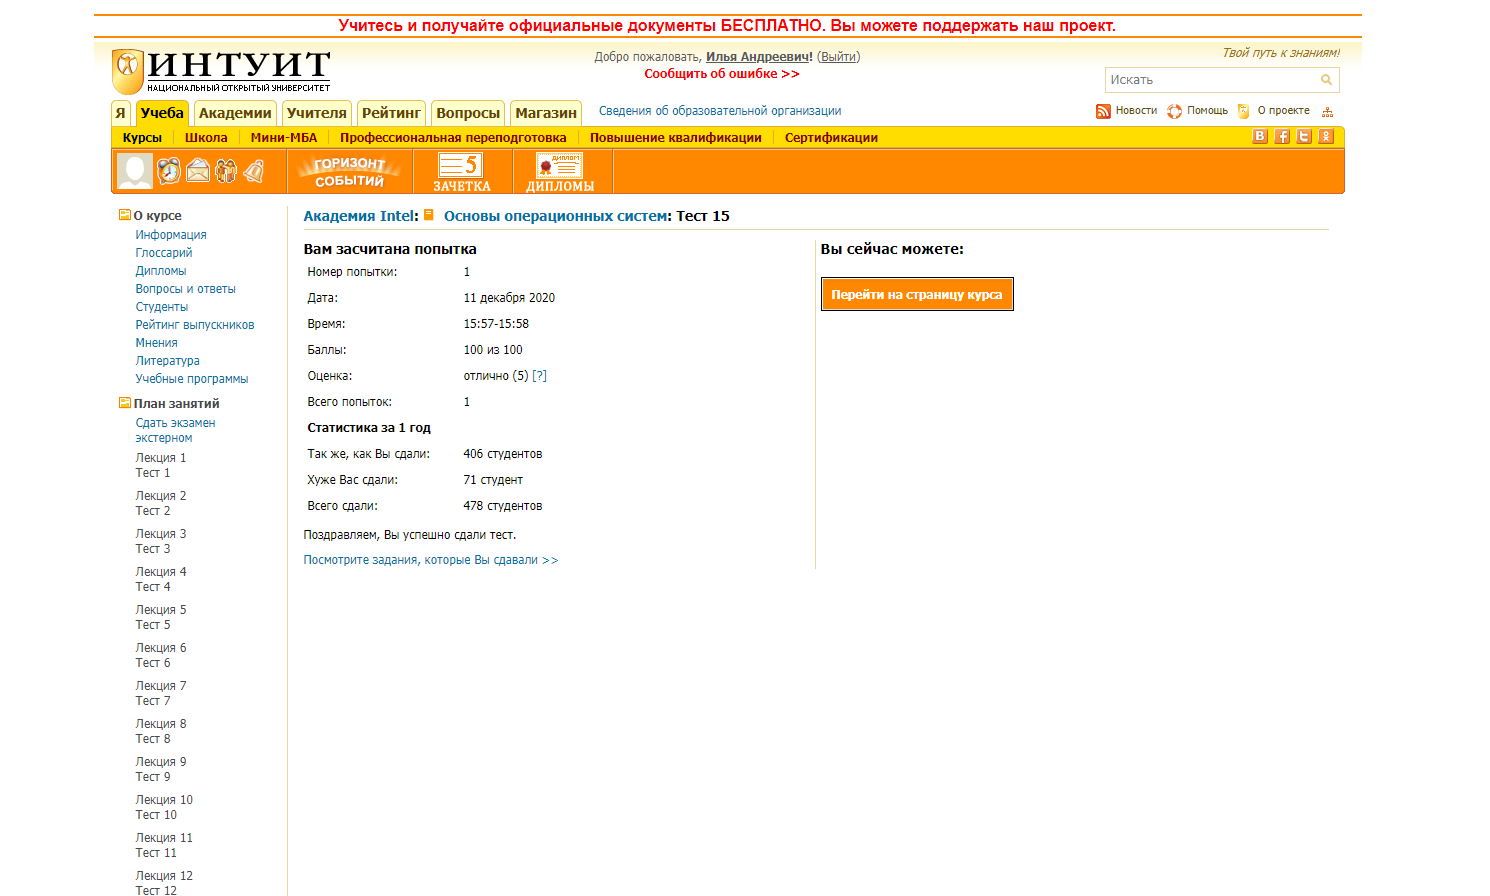 Учитесь и получайте официальные документы БЕСПЛАТНО. Вы можете поддержать наш проект.
ИНТУИТ
НАЦИОНАЛЬНЫЙ ОТКРЫТЫЙ УНИВЕРСИТЕТ
Добро пожаловать, Илья Андреевич! (Выйти)
Сообщить об ошибке >>
Твой путь к знаниям!
Искать
Я Учеба Академии Учителя Рейтинг Вопросы Магазин Сведения об образовательной организации Новости Помощь О проекте
Курсы Школа Мини-МБА Профессиональная переподготовка Повышение квалификации Сертификации
ГОРИЗОНТ СОБЫТИЙ
5 ЗАЧЕТКА
ДИПЛОМ ДИПЛОМЫ
О курсе
Информация
Глоссарий
Дипломы
Вопросы и ответы
Студенты
Рейтинг выпускников
Мнения
Литература
Учебные программы
План занятий
Сдать экзамен
экстерном
Лекция 1
Тест 1
Лекция 2
Тест 2
Лекция 3
Тест 3
Лекция 4
Тест 4
Лекция 5
Тест 5
Лекция 6
Тест 6
Лекция 7
Тест 7
Лекция 8
Тест 8
Лекция 9
Тест 9
Лекция 10
Тест 10
Лекция 11
Тест 11
Лекция 12
Тест 12
Академия Intel: Основы операционных систем: Тест 15
Вам засчитана попытка
Номер попытки: 1
Дата: 11 декабря 2020
Время: 15:57-15:58
Баллы: 100 из 100
Оценка: отлично (5) [?]
Всего попыток: 1
Статистика за 1 год
Так же, как Вы сдали: 406 студентов
Хуже Вас сдали: 71 студент
Всего сдали: 478 студентов
Поздравляем, Вы успешно сдали тест.
Посмотрите задания, которые Вы сдавали >>
Вы сейчас можете:
Перейти на страницу курса